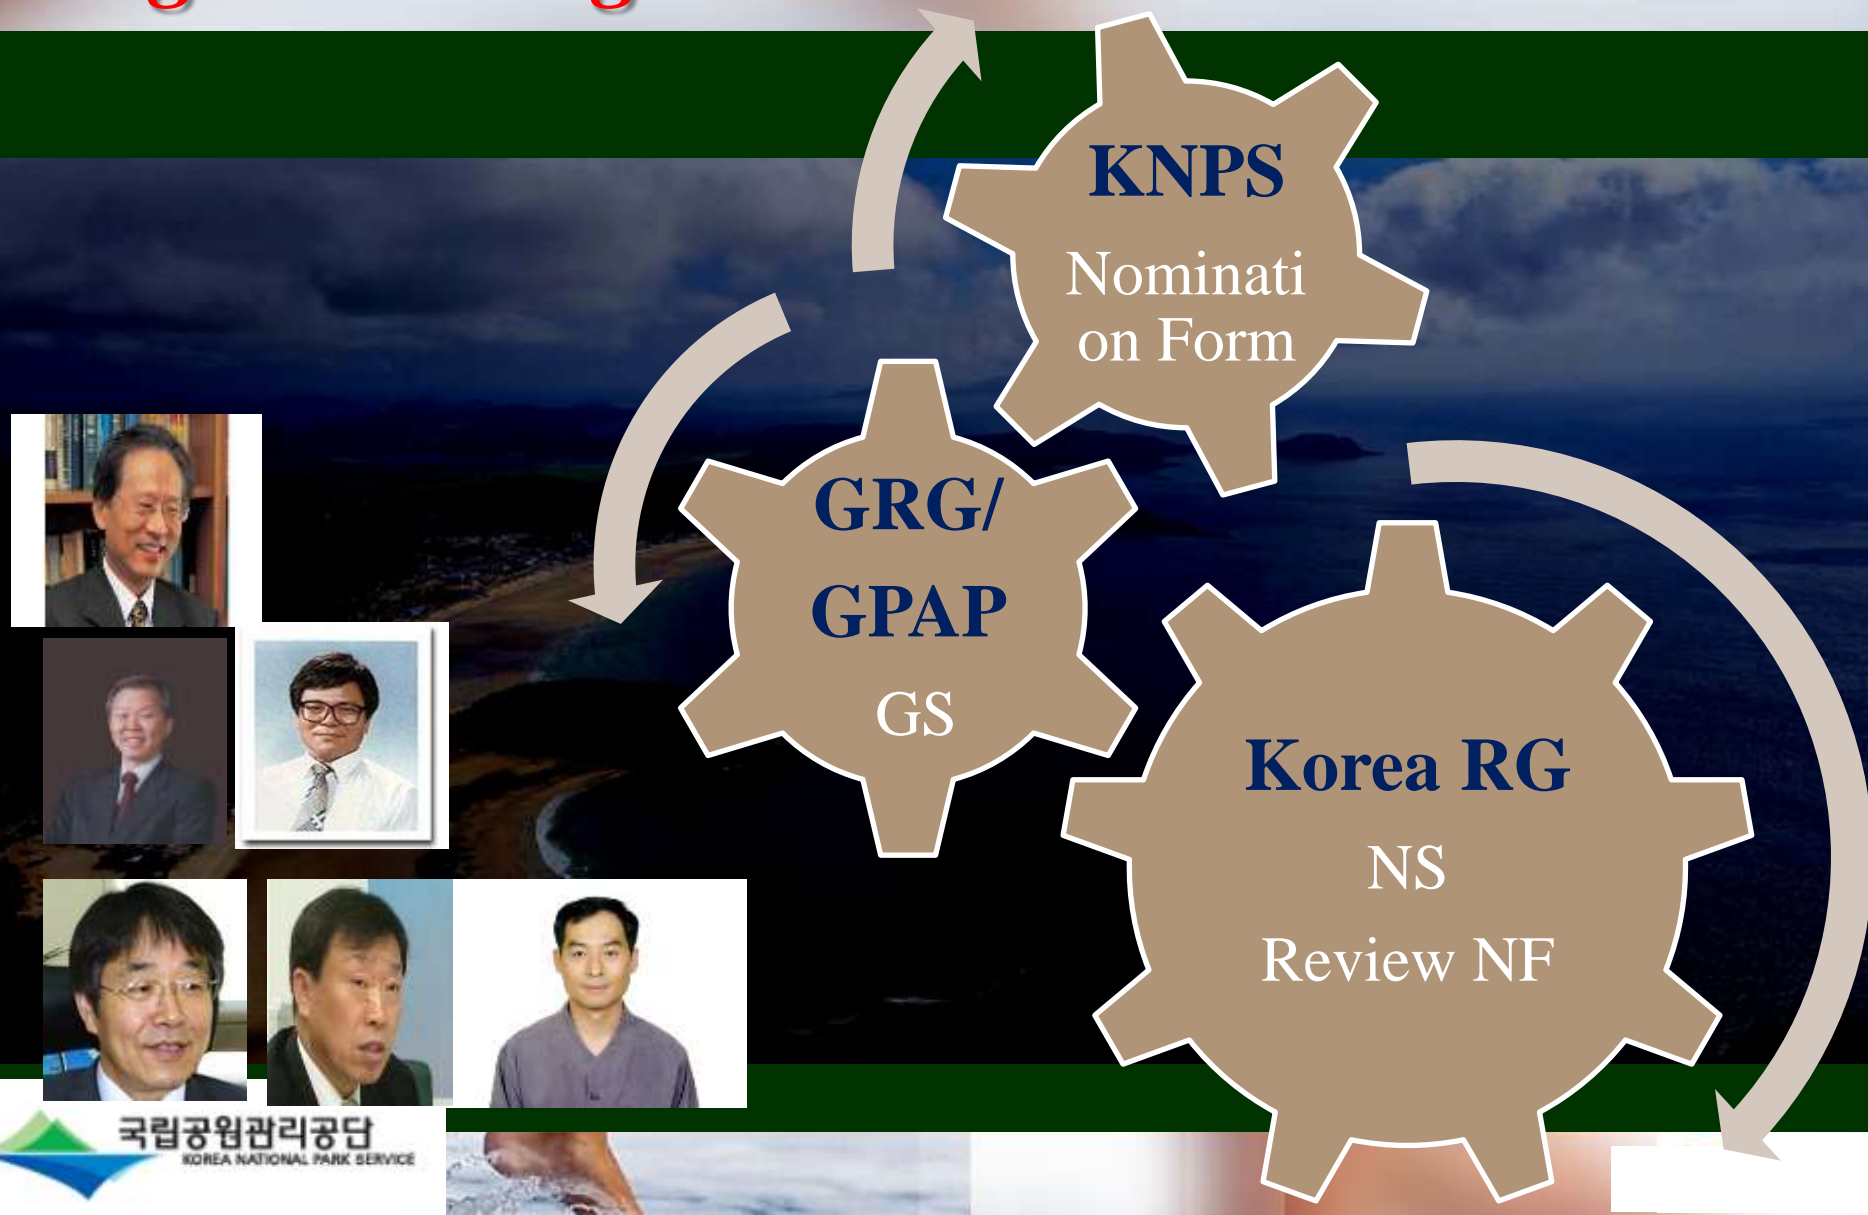 KNPS
Nominati
on Form
GRG/
GPAP
GS
Korea RG
NS
Review NF
국립공원관리공단
KOREA NATIONAL PARK SERVICE